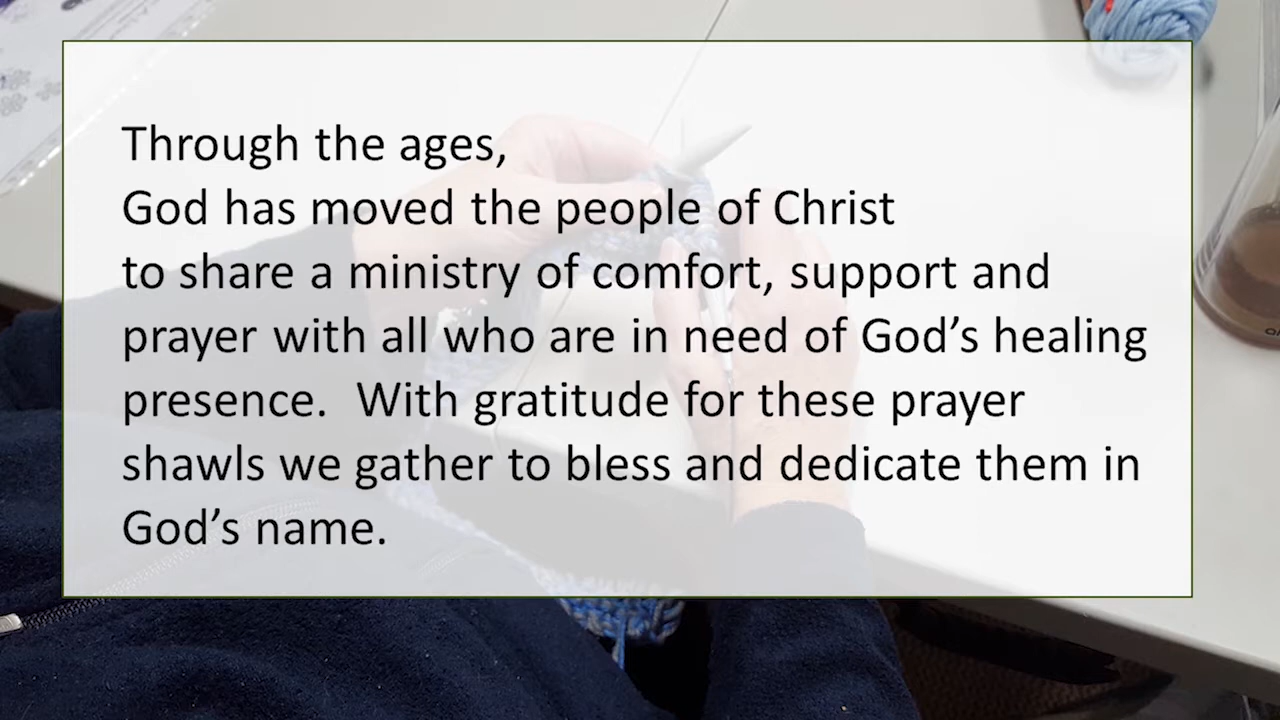 Through the ages,
God has moved the people of Christ
to share a ministry of comfort, support and
prayer with all who are in need of God’s healing
presence.  With gratitude for these prayer
shawls we gather to bless and dedicate them in
God’s name.